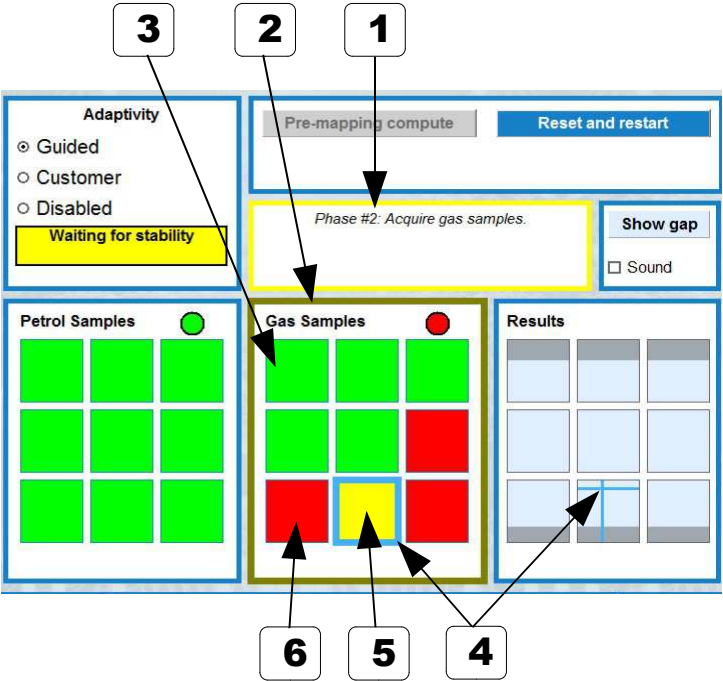 3 2 1
Adaptivity
Guided
Customer
Disabled
Waiting for stability
Pre-mapping compute
Reset and restart
Phase #2: Acquire gas samples.
Show gap
Sound
Petrol Samples
Gas Samples
Results
6 5 4